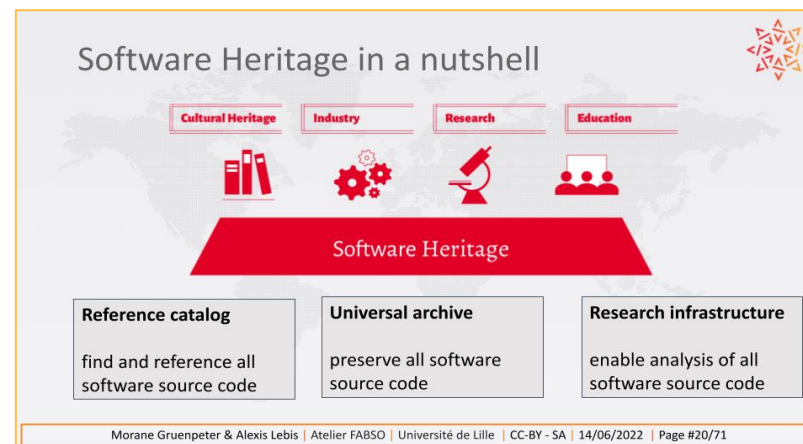 Software Heritage in a nutshell
Cultural Heritage
Industry
Research
Education
Software Heritage
Reference catalog
find and reference all
software source code
Universal archive
preserve all software
source code
Research infrastructure
enable analysis of all
software source code
Morane Gruenpeter & Alexis Lebis | Atelier FABSO | Université de Lille | CC-BY - SA | 14/06/2022 | Page #20/71